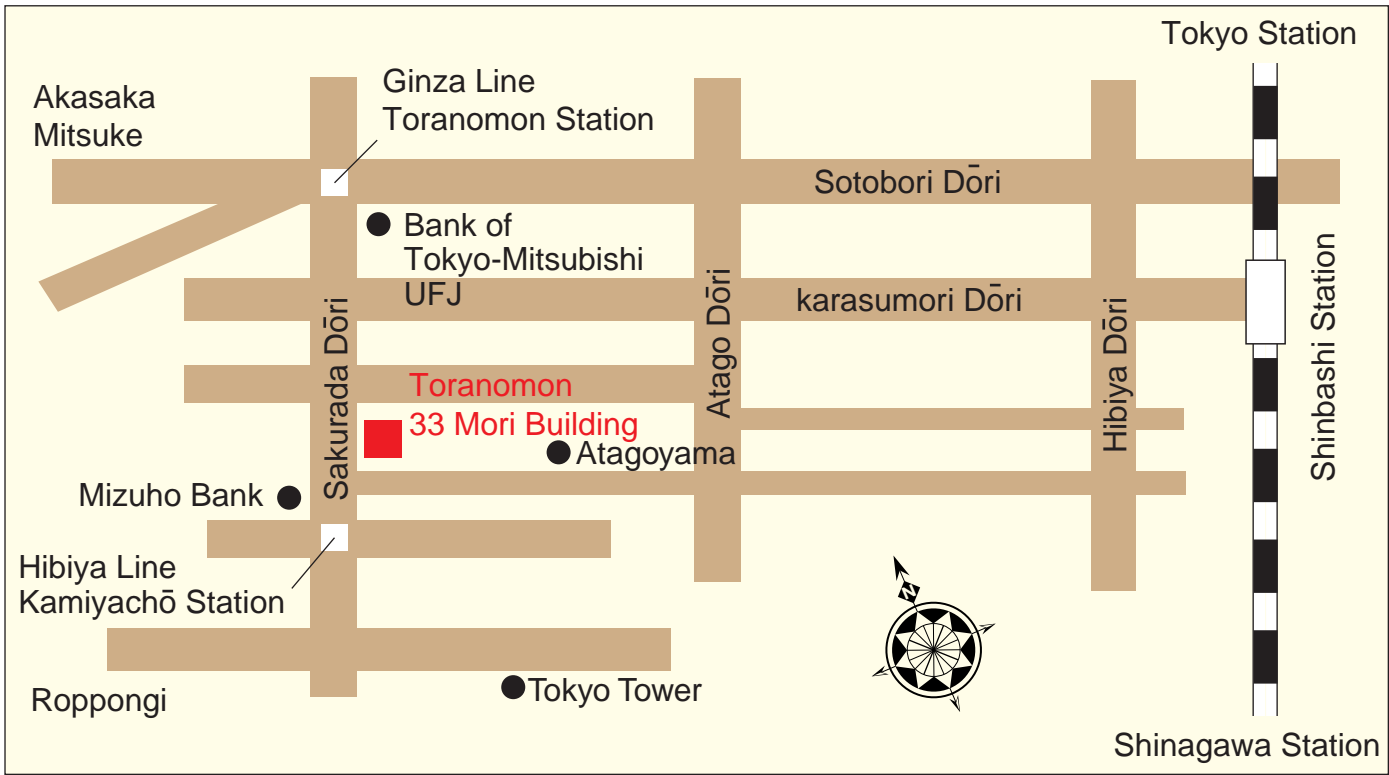 Tokyo Station
Akasaka
Mitsuke
Ginza Line
Toranomon Station
Sotobori Dōri
Bank of
Tokyo-Mitsubishi
UFJ
karasumori Dōri
Sakurada Dōri
Atago Dōri
Hibiya Dōri
Shinbashi Station
Toranomon
33 Mori Building
Atagoyama
Mizuho Bank
Hibiya Line
Kamiyachō Station
N
Roppongi
Tokyo Tower
Shinagawa Station